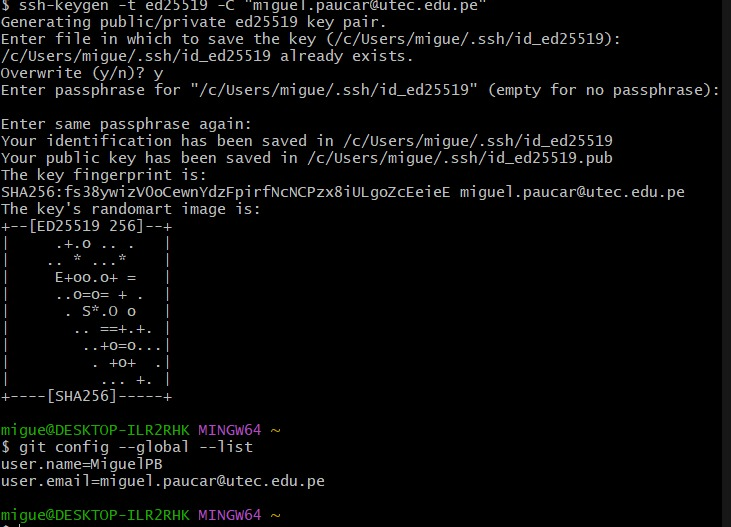 $ ssh-keygen -t ed25519 -C "miguel.paucar@utec.edu.pe"
Generating public/private ed25519 key pair.
Enter file in which to save the key (/c/Users/migue/.ssh/id_ed25519):
/c/Users/migue/.ssh/id_ed25519 already exists.
Overwrite (y/n)? y
Enter passphrase for "/c/Users/migue/.ssh/id_ed25519" (empty for no passphrase):
Enter same passphrase again:
Your identification has been saved in /c/Users/migue/.ssh/id_ed25519
Your public key has been saved in /c/Users/migue/.ssh/id_ed25519.pub
The key fingerprint is:
SHA256:fs38ywizVOoCewnYdzFpirfNcNCPzx8iULgoZcEeieE miguel.paucar@utec.edu.pe
The key's randomart image is:
+--[ED25519 256]--+
|     .+.o .. .   |
|    .. * ...*    |
|     E+oo.o+ =   |
|     ..o=o= + .  |
|      . S*.O o   |
|       .. ==+.+. |
|        ..+o=o...|
|         . +o+  .|
|          ... +. |
+----[SHA256]-----+
migue@DESKTOP-ILR2RHK MINGW64 ~
$ git config --global --list
user.name=MiguelPB
user.email=miguel.paucar@utec.edu.pe
migue@DESKTOP-ILR2RHK MINGW64 ~
$